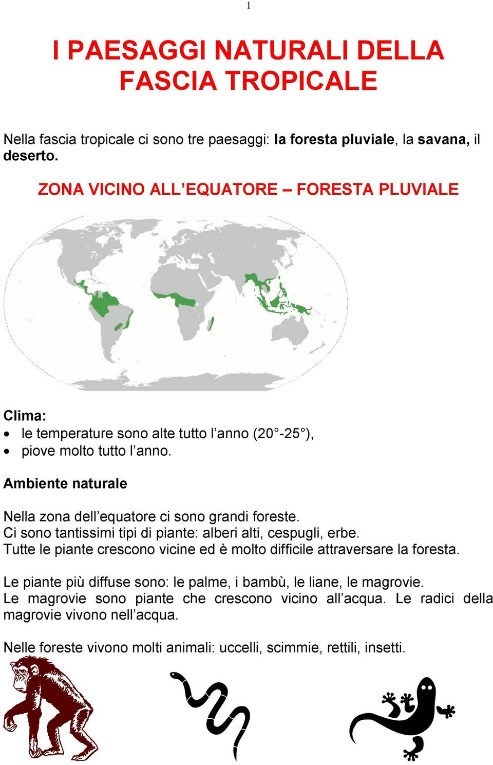 1
I PAESAGGI NATURALI DELLA
FASCIA TROPICALE
Nella fascia tropicale ci sono tre paesaggi: la foresta pluviale, la savana, il
deserto.
ZONA VICINO ALL'EQUATORE – FORESTA PLUVIALE
Clima:
• le temperature sono alte tutto l'anno (20°-25°),
• piove molto tutto l'anno.
Ambiente naturale
Nella zona dell'equatore ci sono grandi foreste.
Ci sono tantissimi tipi di piante: alberi alti, cespugli, erbe.
Tutte le piante crescono vicine ed è molto difficile attraversare la foresta.
Le piante più diffuse sono: le palme, i bambù, le liane, le magrovie.
Le magrovie sono piante che crescono vicino all'acqua. Le radici della
magrovie vivono nell'acqua.
Nelle foreste vivono molti animali: uccelli, scimmie, rettili, insetti.